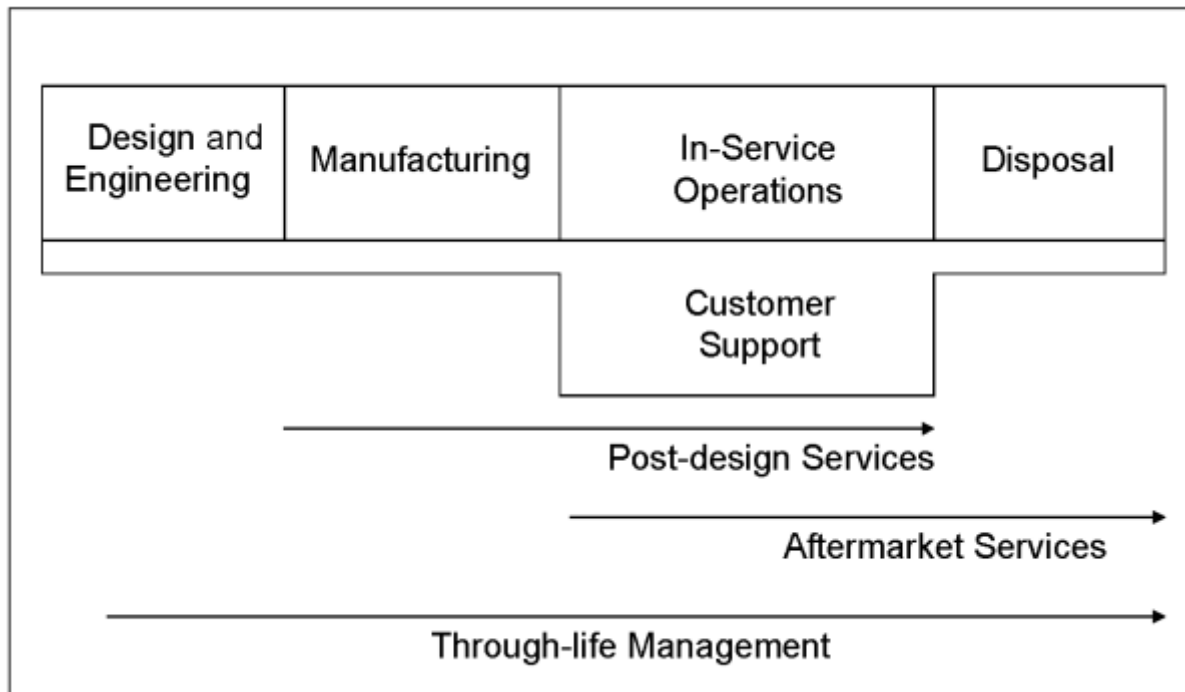 Design and
Engineering
Manufacturing
In-Service
Operations
Disposal
Customer
Support
Post-design Services
Aftermarket Services
Through-life Management